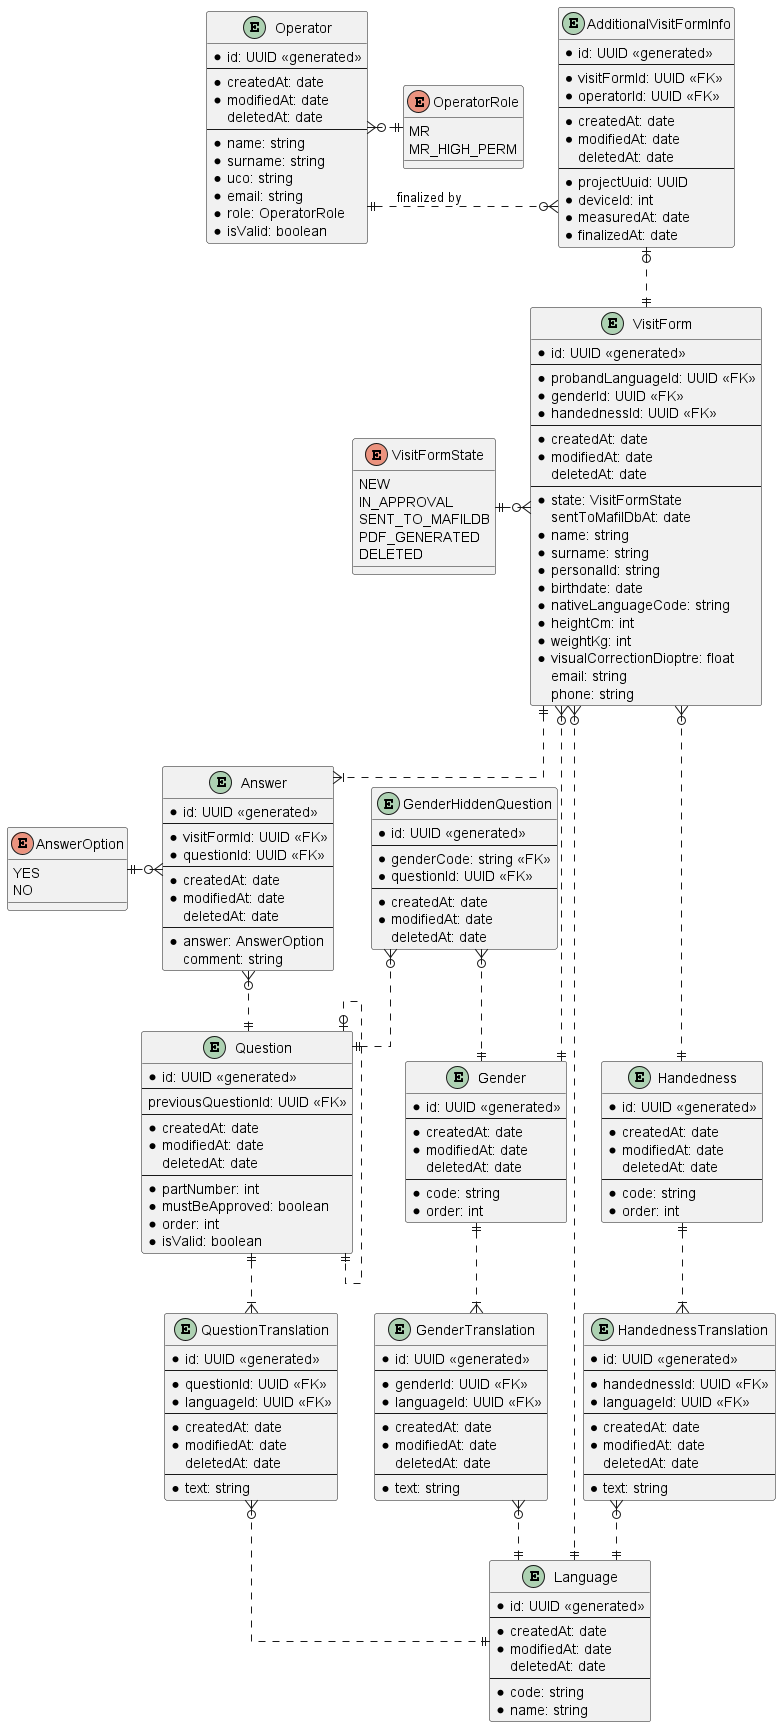 E Operator
id: UUID «generated»
createdAt: date
modifiedAt: date
deletedAt: date
name: string
surname: string
uco: string
email: string
role: OperatorRole
isValid: boolean
E OperatorRole
MR
MR_HIGH_PERM
finalized by
E AdditionalVisitFormInfo
id: UUID «generated»
visitFormId: UUID «FK»
operatorId: UUID «FK»
createdAt: date
modifiedAt: date
deletedAt: date
projectUuid: UUID
deviceId: int
measuredAt: date
finalizedAt: date
E VisitForm
id: UUID «generated»
probandLanguageId: UUID «FK»
genderId: UUID «FK»
handednessId: UUID «FK»
createdAt: date
modifiedAt: date
deletedAt: date
state: VisitFormState
sentToMafilDbAt: date
name: string
surname: string
personalId: string
birthdate: date
nativeLanguageCode: string
heightCm: int
weightKg: int
visualCorrectionDioptre: float
email: string
phone: string
E VisitFormState
NEW
IN_APPROVAL
SENT_TO_MAFILDB
PDF_GENERATED
DELETED
E Answer
id: UUID «generated»
visitFormId: UUID «FK»
questionId: UUID «FK»
createdAt: date
modifiedAt: date
deletedAt: date
answer: AnswerOption
comment: string
E AnswerOption
YES
NO
E GenderHiddenQuestion
id: UUID «generated»
genderCode: string «FK»
questionId: UUID «FK»
createdAt: date
modifiedAt: date
deletedAt: date
E Question
id: UUID «generated»
previousQuestionId: UUID «FK»
createdAt: date
modifiedAt: date
deletedAt: date
partNumber: int
mustBeApproved: boolean
order: int
isValid: boolean
E Gender
id: UUID «generated»
createdAt: date
modifiedAt: date
deletedAt: date
code: string
order: int
E Handedness
id: UUID «generated»
createdAt: date
modifiedAt: date
deletedAt: date
code: string
order: int
E QuestionTranslation
id: UUID «generated»
questionId: UUID «FK»
languageId: UUID «FK»
createdAt: date
modifiedAt: date
deletedAt: date
text: string
E GenderTranslation
id: UUID «generated»
genderId: UUID «FK»
languageId: UUID «FK»
createdAt: date
modifiedAt: date
deletedAt: date
text: string
E HandednessTranslation
id: UUID «generated»
handednessId: UUID «FK»
languageId: UUID «FK»
createdAt: date
modifiedAt: date
deletedAt: date
text: string
E Language
id: UUID «generated»
createdAt: date
modifiedAt: date
deletedAt: date
code: string
name: string